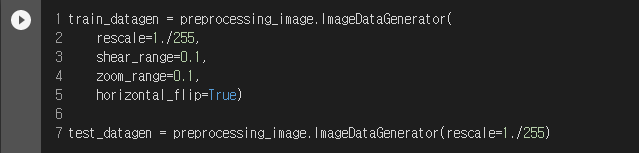 1 train_datagen = preprocessing_image.ImageDataGenerator(
2     rescale=1./255,
3     shear_range=0.1,
4     zoom_range=0.1,
5     horizontal_flip=True)
6
7 test_datagen = preprocessing_image.ImageDataGenerator(rescale=1./255)